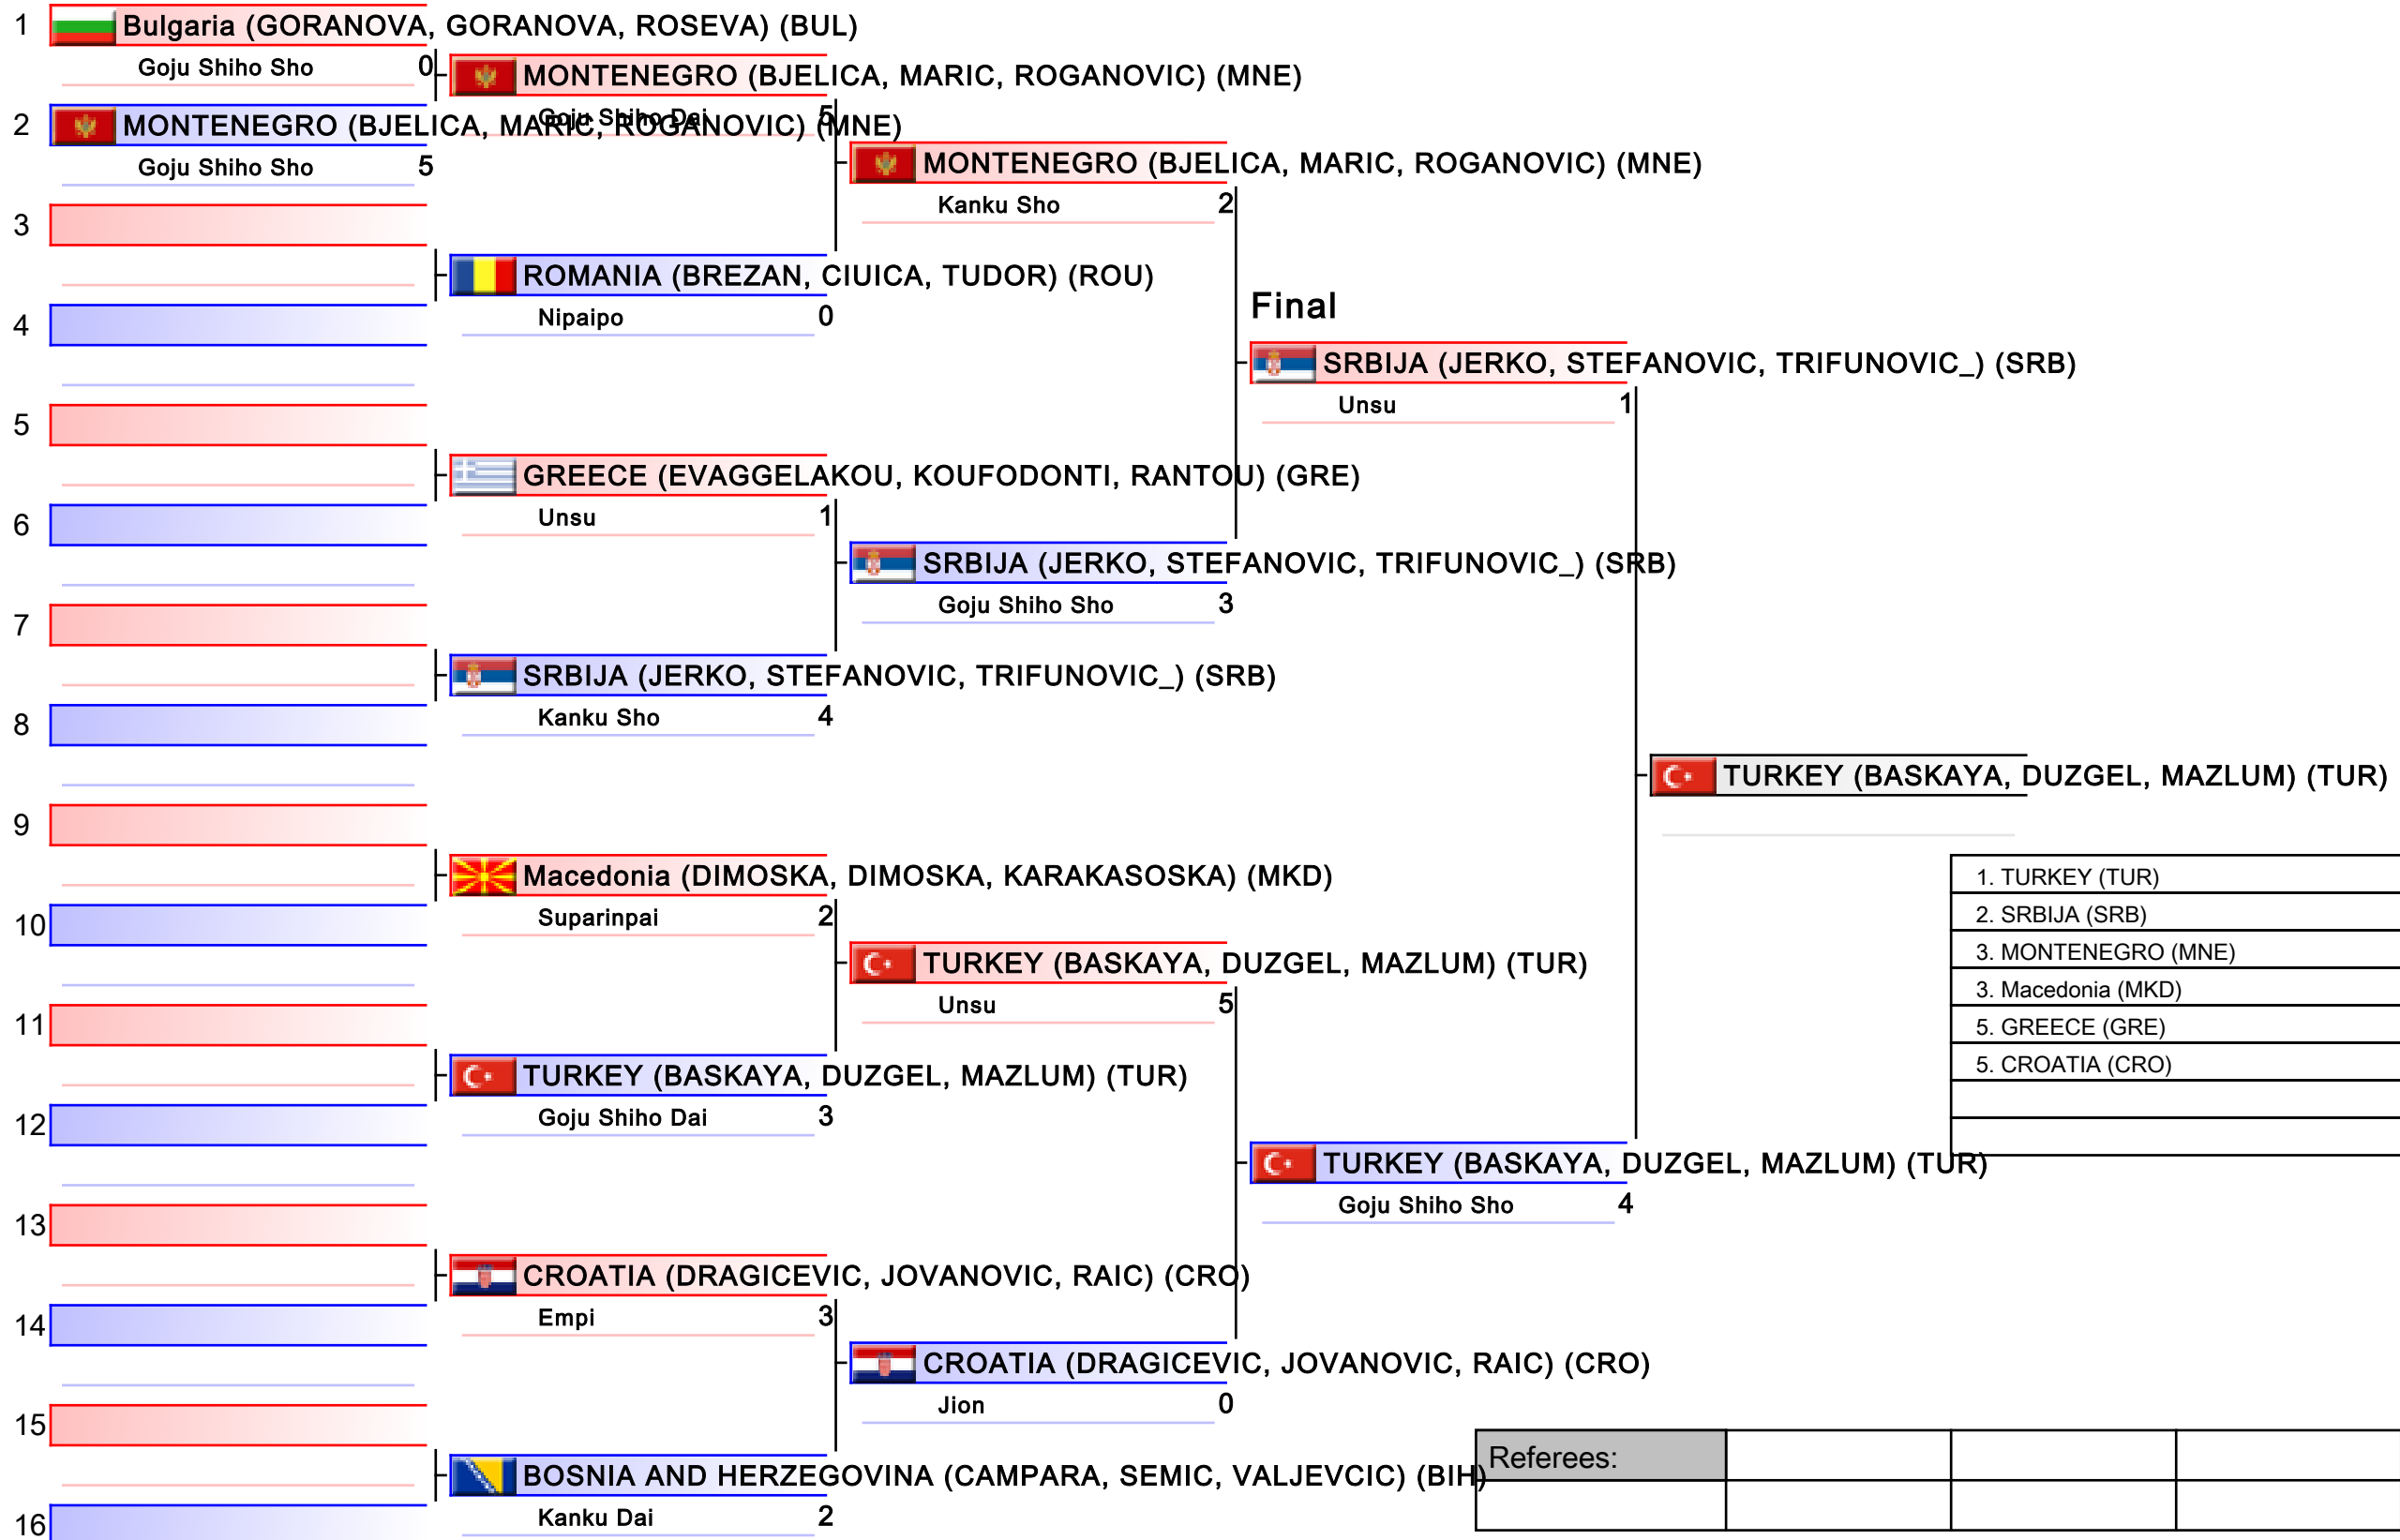 1 Bulgaria (GORANOVA, GORANOVA, ROSEVA) (BUL)
Goju Shiho Sho 0
MONTENEGRO (BJELICA, MARIC, ROGANOVIC) (MNE)
Goju Shiho Dai 5
2 MONTENEGRO (BJELICA, MARIC, ROGANOVIC) (MNE)
Goju Shiho Sho 5
MONTENEGRO (BJELICA, MARIC, ROGANOVIC) (MNE)
Kanku Sho 2
3
ROMANIA (BREZAN, CIUICA, TUDOR) (ROU)
Nipaipo 0
4
Final
SRBIJA (JERKO, STEFANOVIC, TRIFUNOVIC_) (SRB)
Unsu 1
5
GREECE (EVAGGELAKOU, KOUFODONTI, RANTOU) (GRE)
Unsu 1
6
SRBIJA (JERKO, STEFANOVIC, TRIFUNOVIC_) (SRB)
Goju Shiho Sho 3
7
SRBIJA (JERKO, STEFANOVIC, TRIFUNOVIC_) (SRB)
Kanku Sho 4
8
TURKEY (BASKAYA, DUZGEL, MAZLUM) (TUR)
9
Macedonia (DIMOSKA, DIMOSKA, KARAKASOSKA) (MKD)
Suparinpai 2
10
TURKEY (BASKAYA, DUZGEL, MAZLUM) (TUR)
Unsu 5
11
TURKEY (BASKAYA, DUZGEL, MAZLUM) (TUR)
Goju Shiho Dai 3
12
1. TURKEY (TUR)
2. SRBIJA (SRB)
3. MONTENEGRO (MNE)
3. Macedonia (MKD)
5. GREECE (GRE)
5. CROATIA (CRO)
TURKEY (BASKAYA, DUZGEL, MAZLUM) (TUR)
Goju Shiho Sho 4
13
CROATIA (DRAGICEVIC, JOVANOVIC, RAIC) (CRO)
Empi 3
14
CROATIA (DRAGICEVIC, JOVANOVIC, RAIC) (CRO)
Jion 0
15
BOSNIA AND HERZEGOVINA (CAMPARA, SEMIC, VALJEVCIC) (BIH)
Kanku Dai 2
16
Referees: